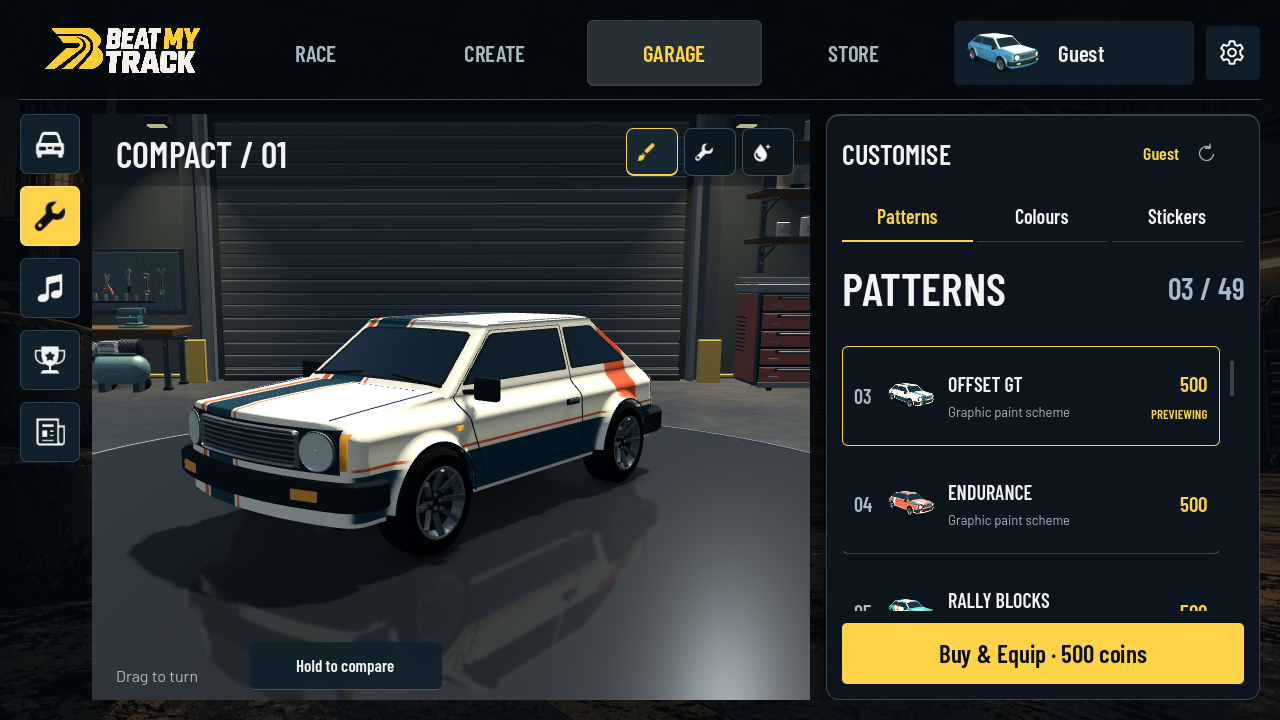 BEAT MY
TRACK
RACE
CREATE
GARAGE
STORE
Guest
COMPACT / 01
CUSTOMISE
Guest
Patterns
Colours
Stickers
PATTERNS
03 / 49
03
OFFSET GT
500
Graphic paint scheme
PREVIEWING
04
ENDURANCE
500
Graphic paint scheme
05
RALLY BLOCKS
500
Drag to turn
Hold to compare
Buy & Equip · 500 coins